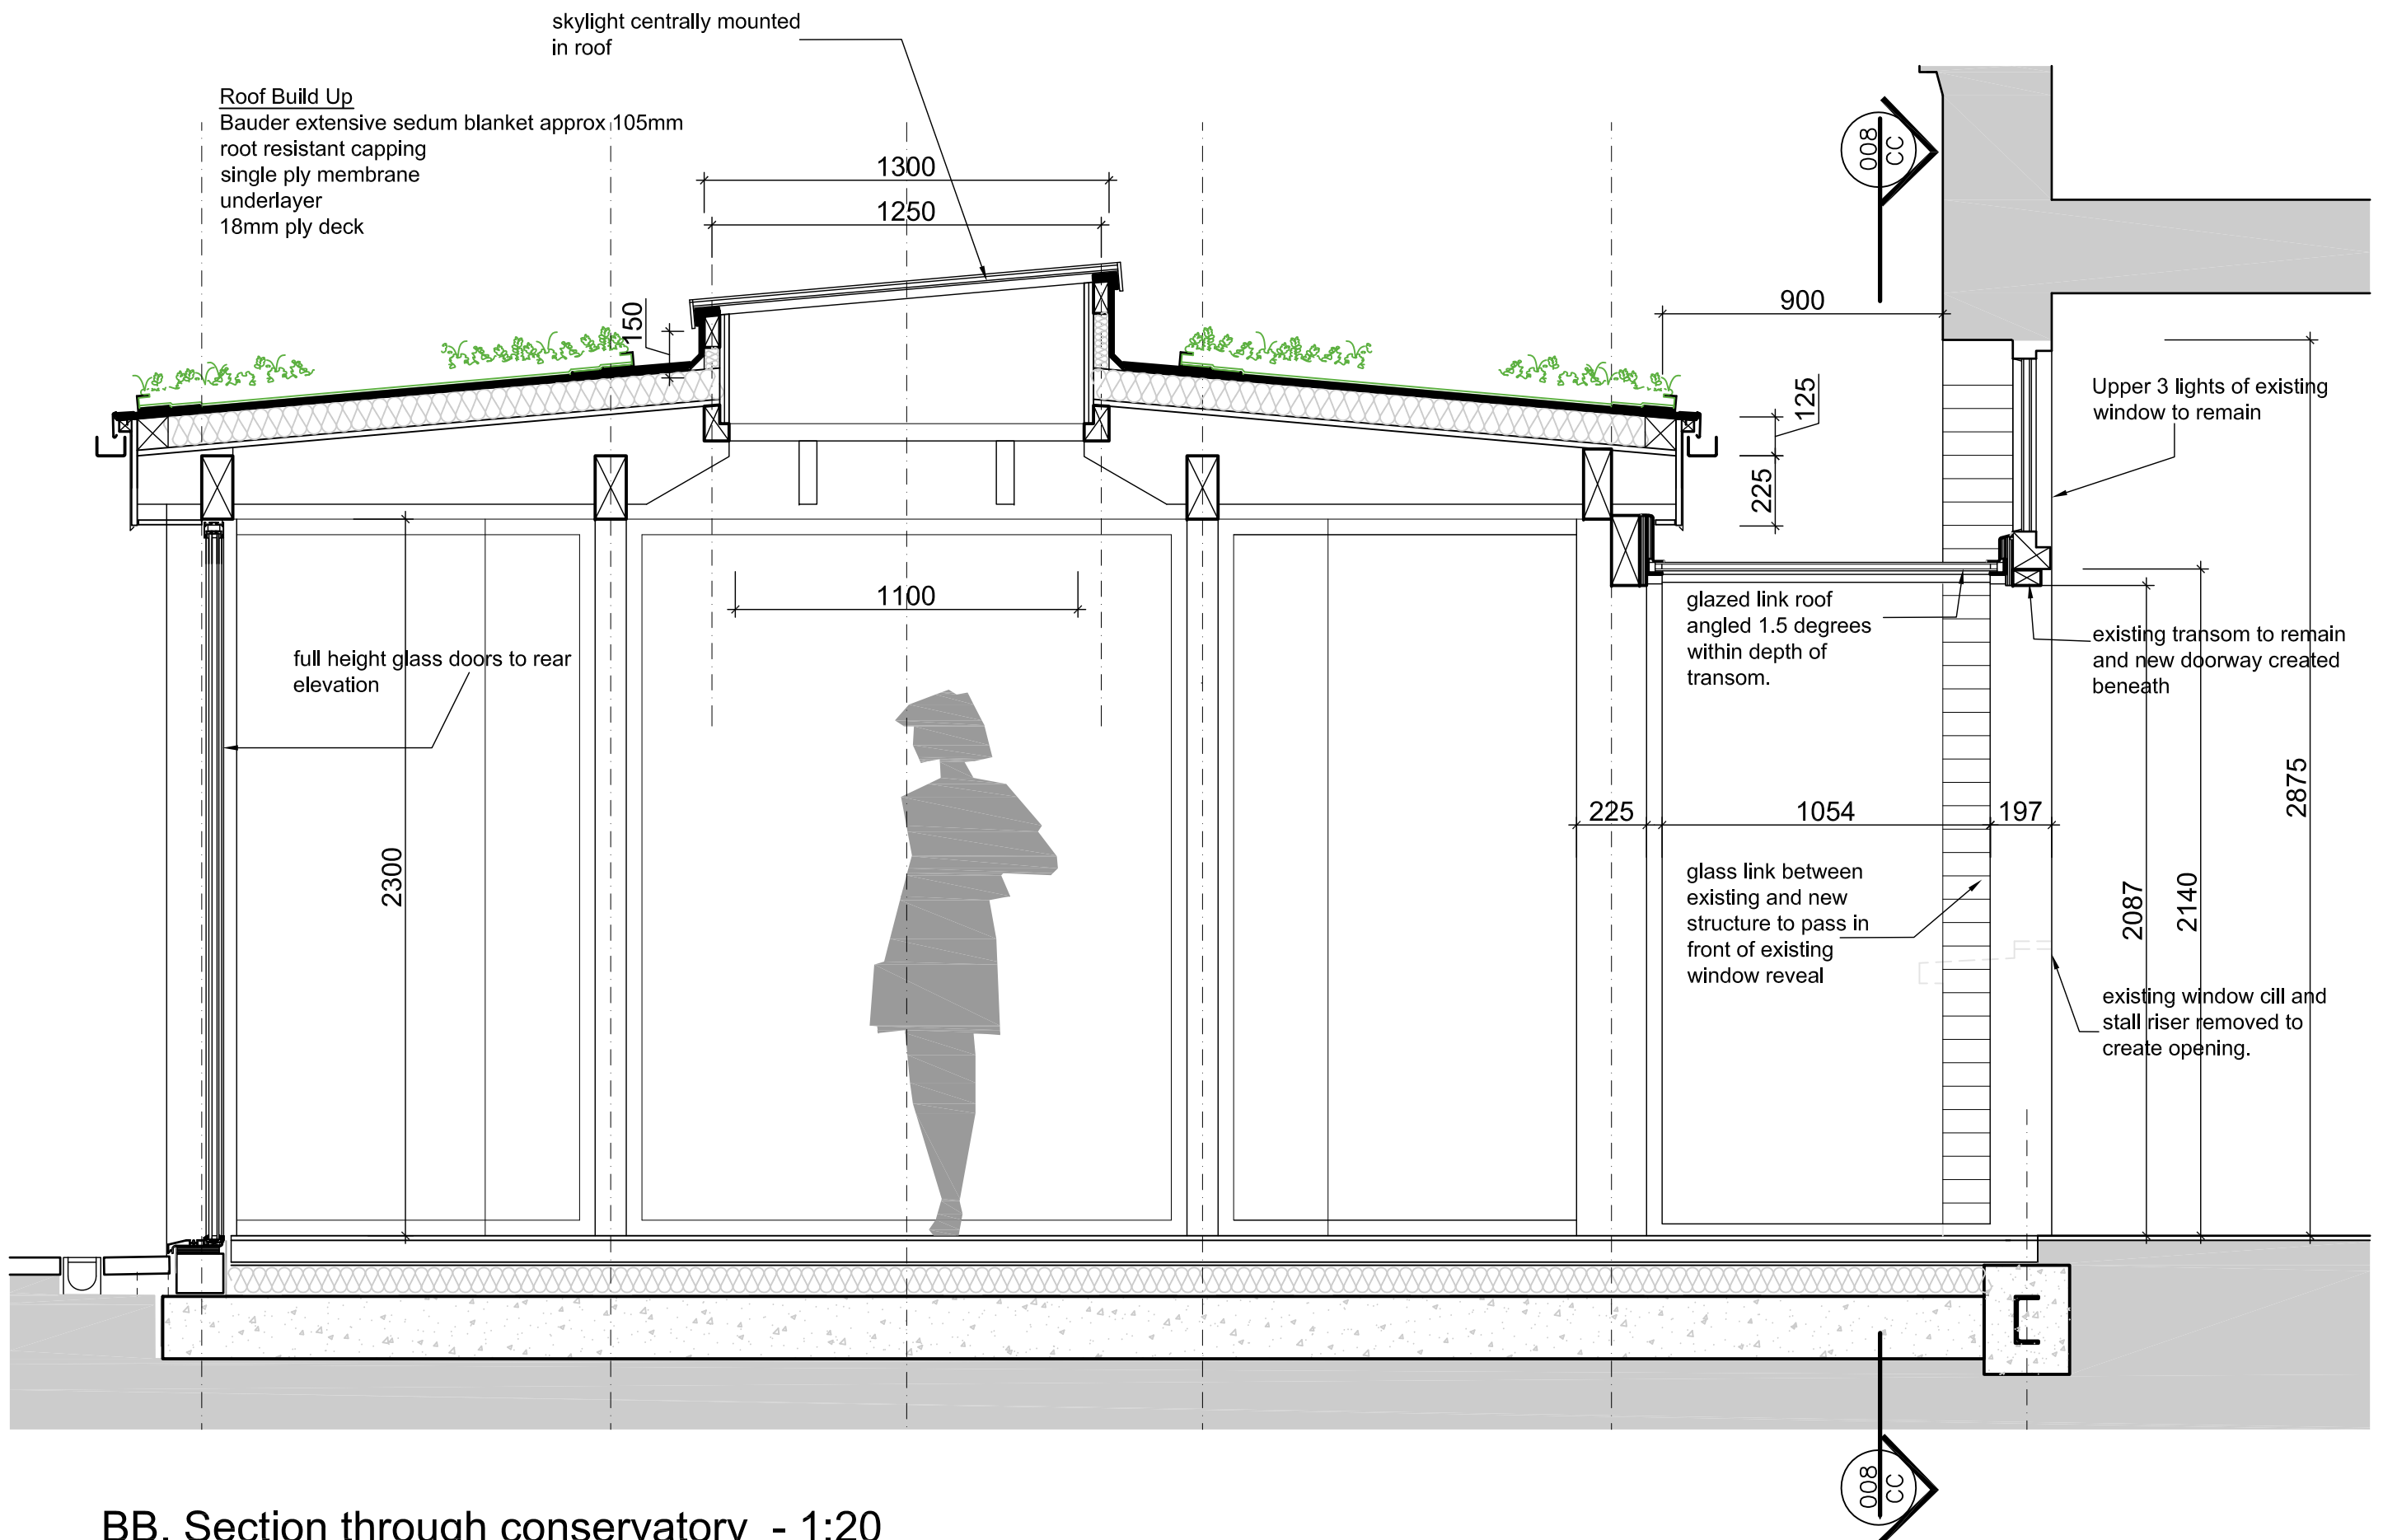 skylight centrally mounted
in roof
Roof Build Up
Bauder extensive sedum blanket approx 105mm
root resistant capping
single ply membrane
underlayer
18mm ply deck
1300
1250
150
008
CC
900
125
225
Upper 3 lights of existing
window to remain
1100
glazed link roof
angled 1.5 degrees
within depth of
transom.
existing transom to remain
and new doorway created
beneath
full height glass doors to rear
elevation
2300
225
1054
197
2875
2087
2140
glass link between
existing and new
structure to pass in
front of existing
window reveal
existing window cill and
stall riser removed to
create opening.
008
CC
BB. Section through conservatory - 1:20